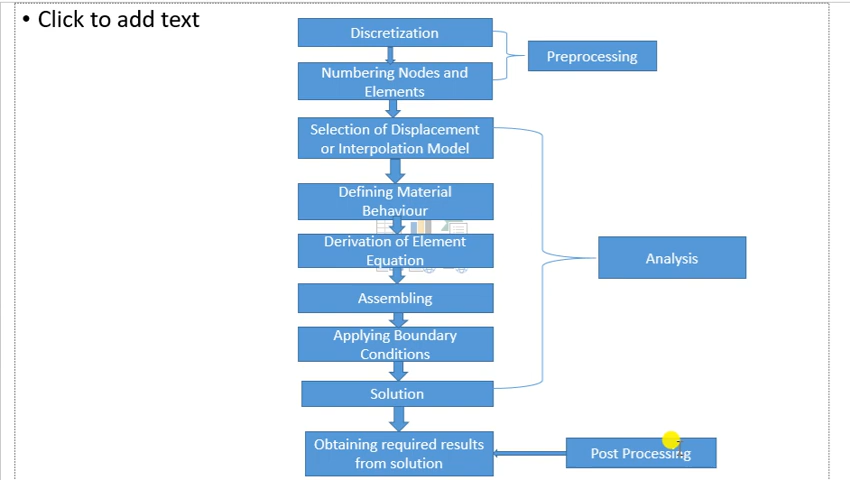 • Click to add text
Discretization
Preprocessing
Numbering Nodes and
Elements
Selection of Displacement
or Interpolation Model
Defining Material
Behaviour
Derivation of Element
Equation
Analysis
Assembling
Applying Boundary
Conditions
Solution
Obtaining required results
from solution
Post Processing